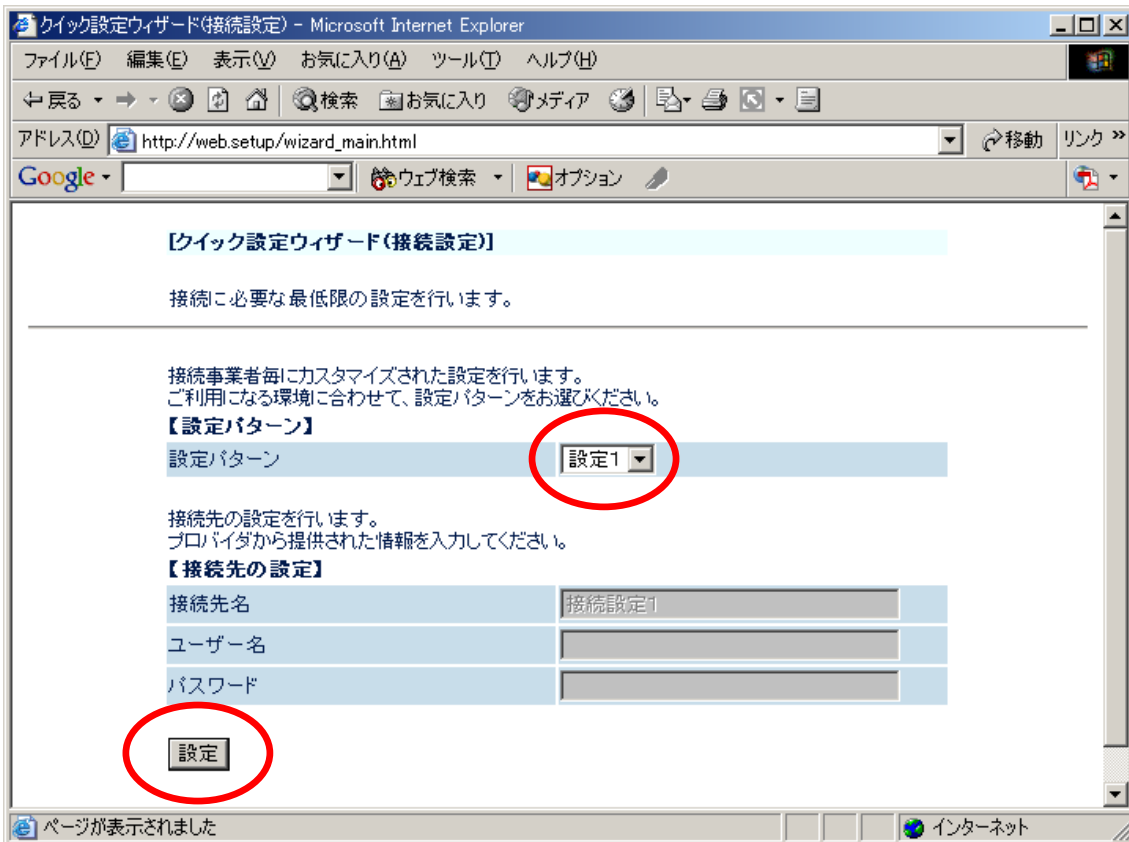 クイック設定ウィザード(接続設定) - Microsoft Internet Explorer
ファイル(F) 編集(E) 表示(V) お気に入り(A) ツール(T) ヘルプ(H)
戻る 検索 お気に入り メディア
アドレス(D) http://web.setup/wizard_main.html 移動 リンク »
Google ウェブ検索 オプション
[クイック設定ウィザード(接続設定)]
接続に必要な最低限の設定を行います。
接続事業者毎にカスタマイズされた設定を行います。
ご利用になる環境に合わせて、設定パターンをお選びください。
【設定パターン】
設定パターン 設定1
接続先の設定を行います。
プロバイダから提供された情報を入力してください。
【接続先の設定】
接続先名 接続設定1
ユーザー名
パスワード
設定
ページが表示されました インターネット